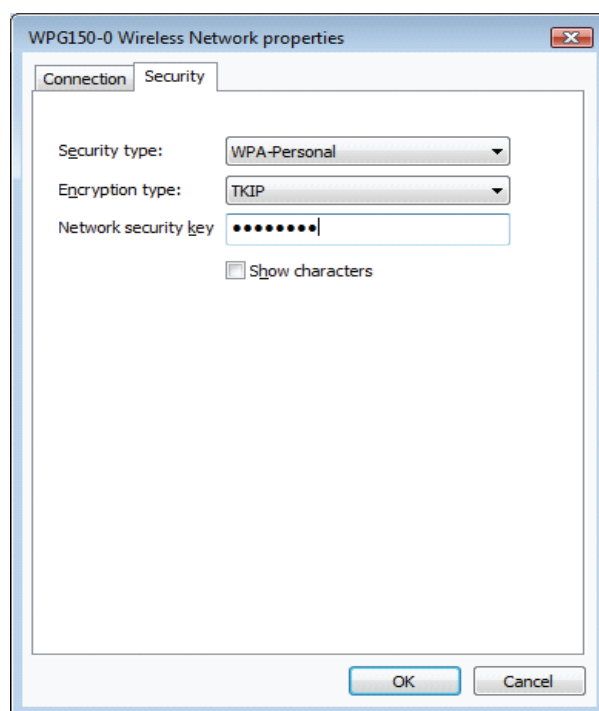 WPG150-0 Wireless Network properties
Connection Security
Security type: WPA-Personal
Encryption type: TKIP
Network security key ••••••••
Show characters
OK Cancel